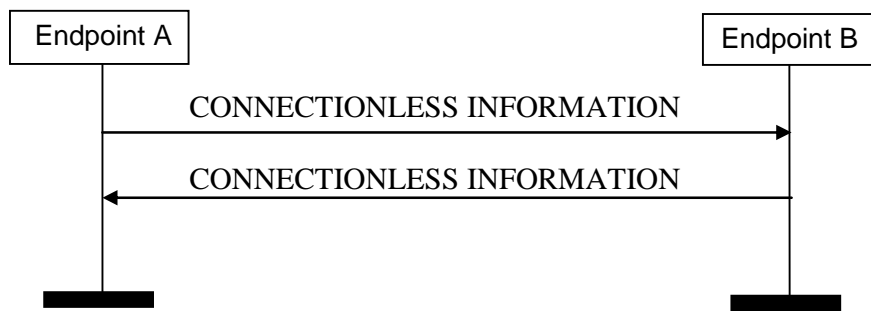 Endpoint A
Endpoint B
CONNECTIONLESS INFORMATION
CONNECTIONLESS INFORMATION